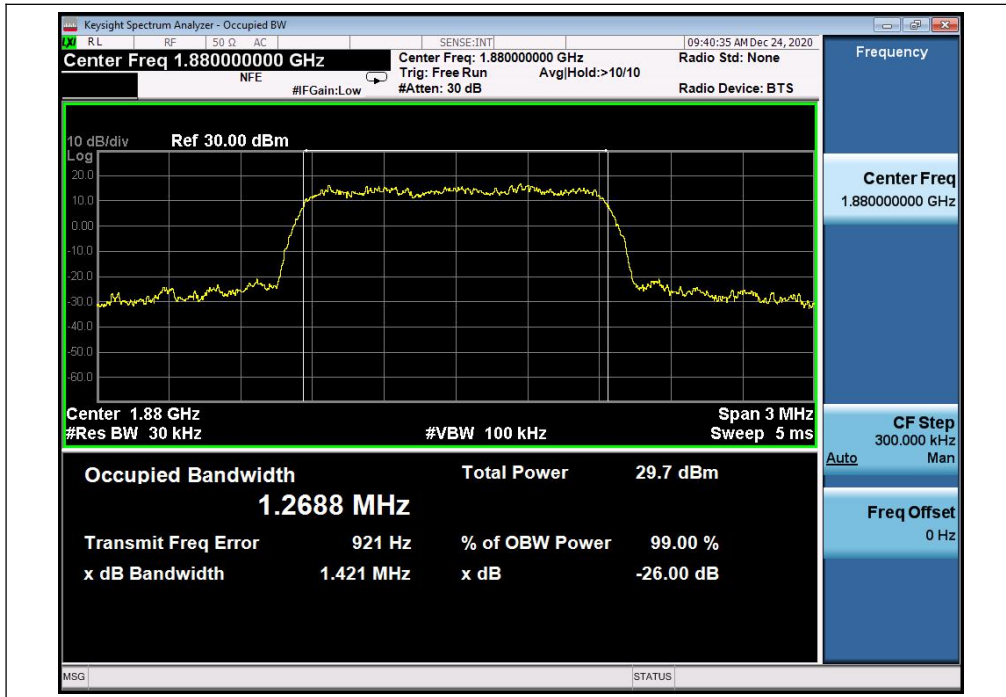 Keysight Spectrum Analyzer - Occupied BW
LXI RL RF 50 Ω AC SENSE:INT 09:40:35 AM Dec 24, 2020
Center Freq 1.880000000 GHz Center Freq: 1.880000000 GHz Radio Std: None
NFE Trig: Free Run Avg|Hold:>10/10
#IFGain:Low #Atten: 30 dB Radio Device: BTS
10 dB/div Ref 30.00 dBm
Log
20.0
10.0
0.00
-10.0
-20.0
-30.0
-40.0
-50.0
-60.0
Center 1.88 GHz Span 3 MHz
#Res BW 30 kHz #VBW 100 kHz Sweep 5 ms
Occupied Bandwidth Total Power 29.7 dBm
1.2688 MHz
Transmit Freq Error 921 Hz % of OBW Power 99.00 %
x dB Bandwidth 1.421 MHz x dB -26.00 dB
Frequency
Center Freq
1.880000000 GHz
CF Step
300.000 kHz
Auto Man
Freq Offset
0 Hz
MSG STATUS